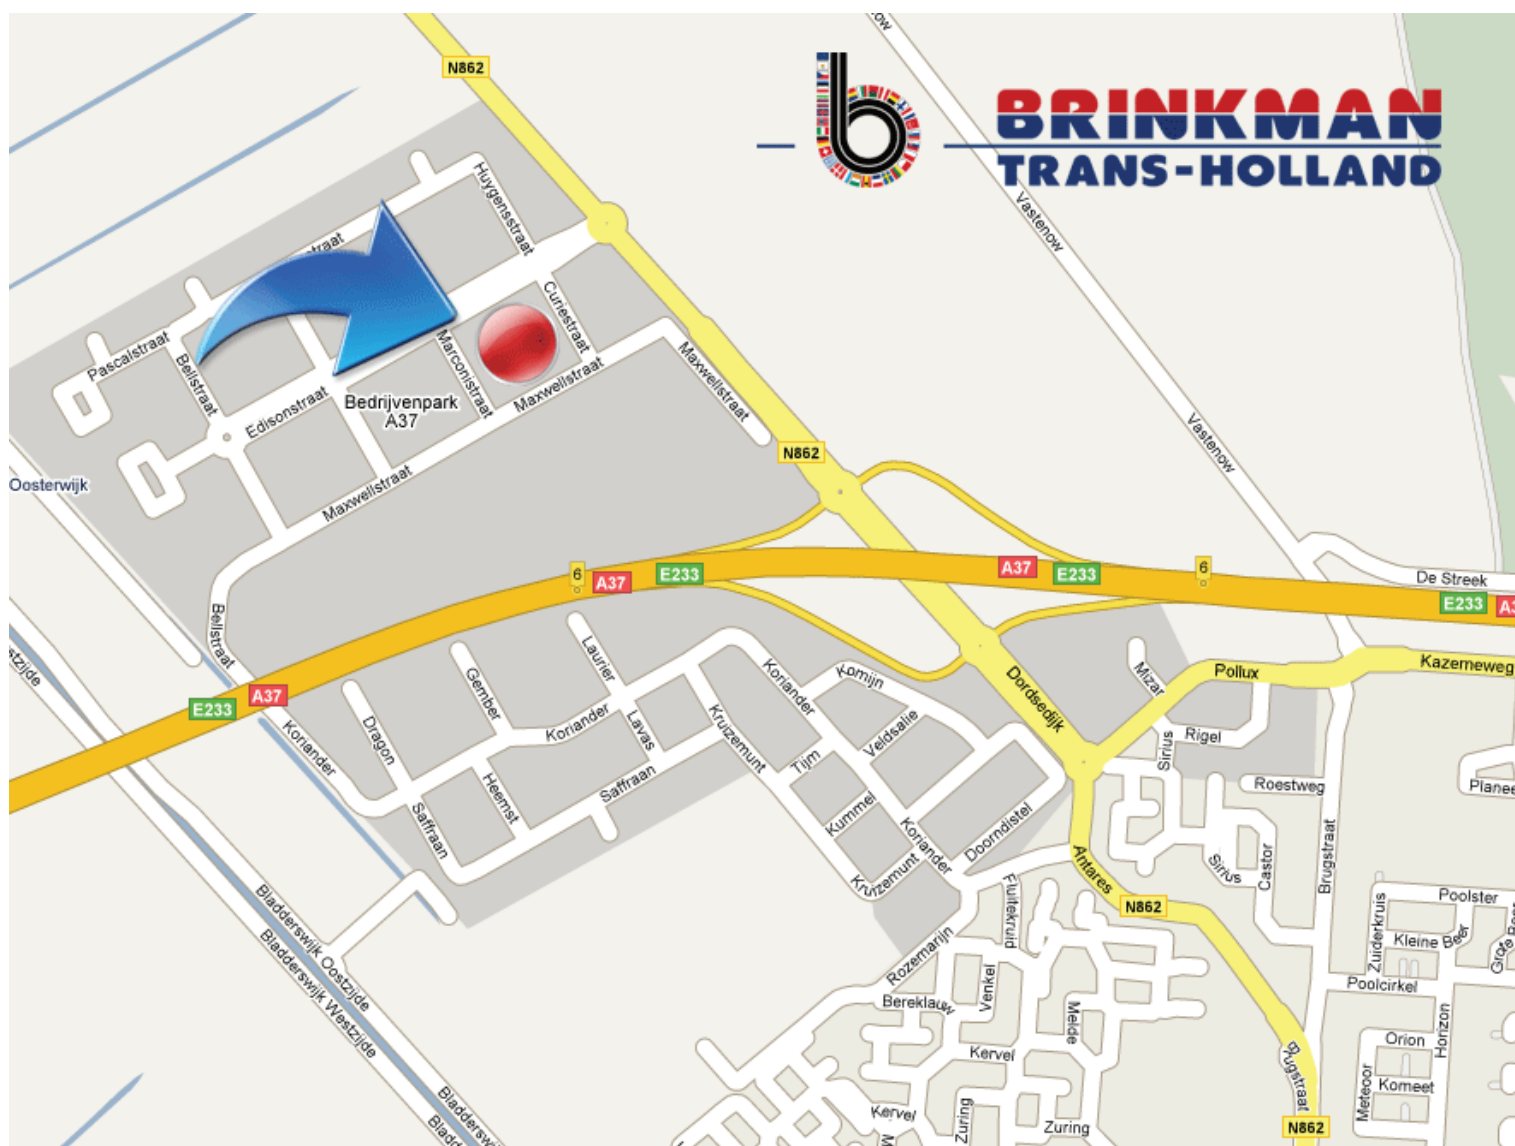 Vastenow
N862
BRINKMAN
TRANS-HOLLAND
Huygensstraat
Vastenow
Curiestraat
Pascalstraat
Bellstraat
Marconistraat
Maxwellstraat
Maxwellstraat
Edisonstraat
Bedrijvenpark
A37
Vastenow
N862
Oosterwijk
Maxwellstraat
6
A37
E233
A37
E233
6
De Streek
E233
Bellstraat
Laurier
Gember
Koriander
Komijn
Mizar
Pollux
Kazerneweg
E233
A37
Koriander
Dragon
Koriander
Lavas
Kruizemunt
Veldsalie
Dordsedijk
Sirius
Rigel
Tijm
Heemst
Saffraan
Roestweg
Saffraan
Kummel
Koriander
Doorndistel
Kruizemunt
Antares
N862
Sirius
Castor
Brugstraat
Fluitekruid
Poolster
Zuiderkruis
Kleine Beer
Bladderswijk Oostzijde
Bladderswijk Westzijde
Rozemarijn
Bereklauw
Venkel
Melde
Poolcirkel
Horizon
Orion
Kervel
Brugstraat
Meteoor
Komeet
Kervel
Zuring
Zuring
N862